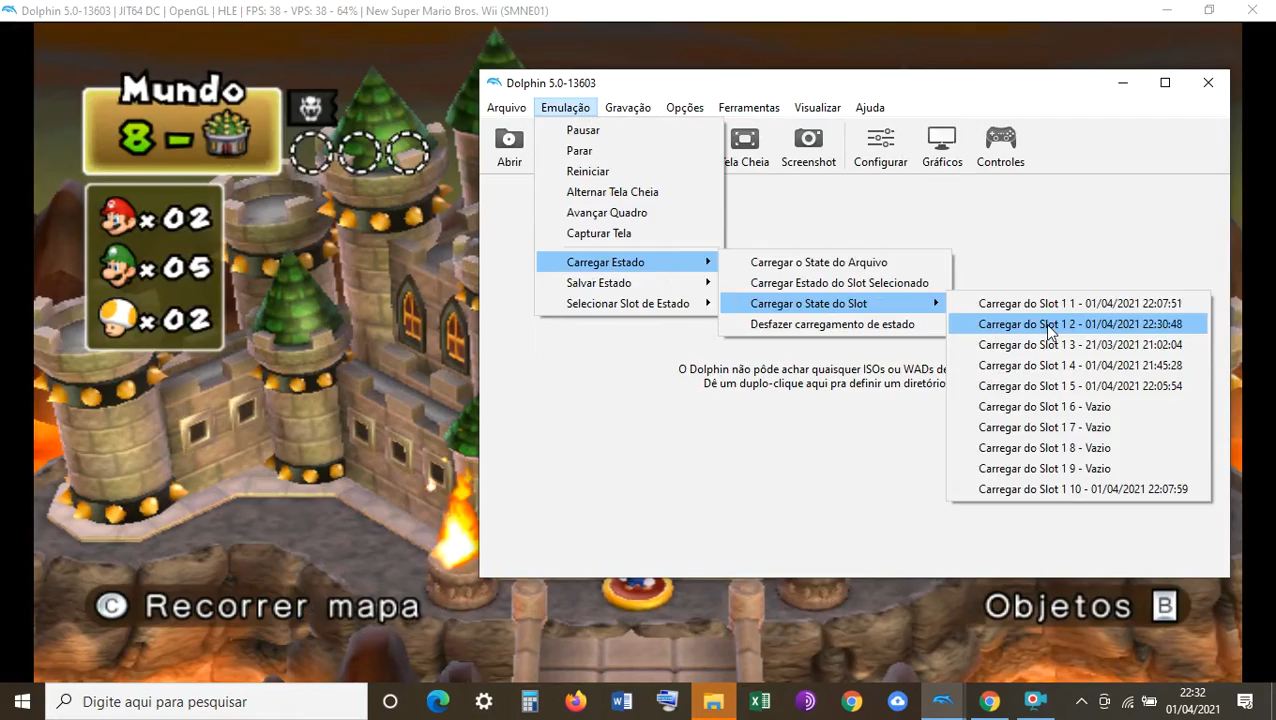 Dolphin 5.0-13603 | JIT64 DC | OpenGL | HLE | FPS: 38 - VPS: 38 - 64% | New Super Mario Bros. Wii (SMNE01)
Mundo
8 -
x 02
x 05
x 02
C Recorrer mapa
Objetos B
Dolphin 5.0-13603
Arquivo Emulação Gravação Opções Ferramentas Visualizar Ajuda
Abrir ela Cheia Screenshot Configurar Gráficos Controles
Pausar
Parar
Reiniciar
Alternar Tela Cheia
Avançar Quadro
Capturar Tela
Carregar Estado
Salvar Estado
Selecionar Slot de Estado
Carregar o State do Arquivo
Carregar Estado do Slot Selecionado
Carregar o State do Slot
Desfazer carregamento de estado
Carregar do Slot 1 1 - 01/04/2021 22:07:51
Carregar do Slot 1 2 - 01/04/2021 22:30:48
Carregar do Slot 1 3 - 21/03/2021 21:02:04
Carregar do Slot 1 4 - 01/04/2021 21:45:28
Carregar do Slot 1 5 - 01/04/2021 22:05:54
Carregar do Slot 1 6 - Vazio
Carregar do Slot 1 7 - Vazio
Carregar do Slot 1 8 - Vazio
Carregar do Slot 1 9 - Vazio
Carregar do Slot 1 10 - 01/04/2021 22:07:59
O Dolphin não pôde achar quaisquer ISOs ou WADs de
Dê um duplo-clique aqui pra definir um diretório
Digite aqui para pesquisar
22:32
01/04/2021